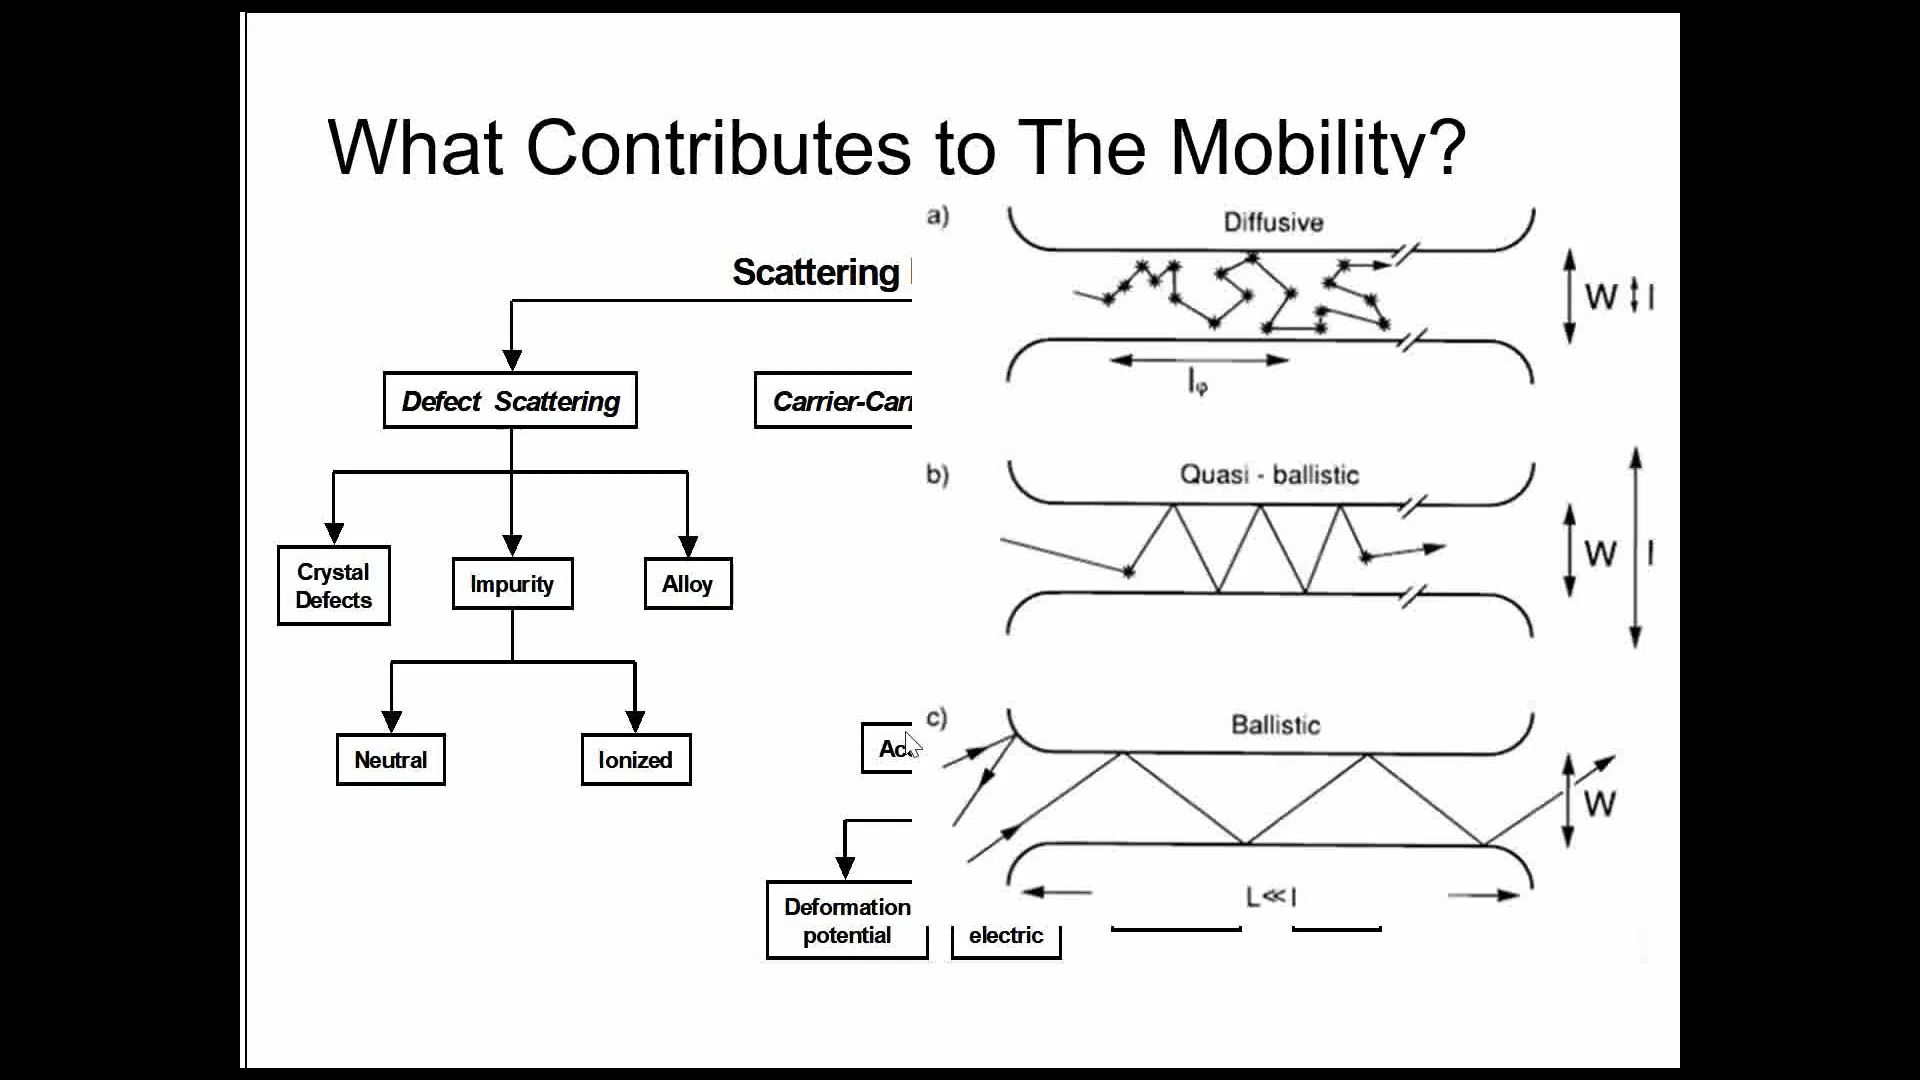 What Contributes to The Mobility?
Scattering
Defect Scattering
Carrier-Carr
Crystal
Defects
Impurity
Alloy
Neutral
Ionized
Ac
Deformation
potential
electric
a)
Diffusive
W l
lφ
b)
Quasi - ballistic
W l
c)
Ballistic
W
L<<l